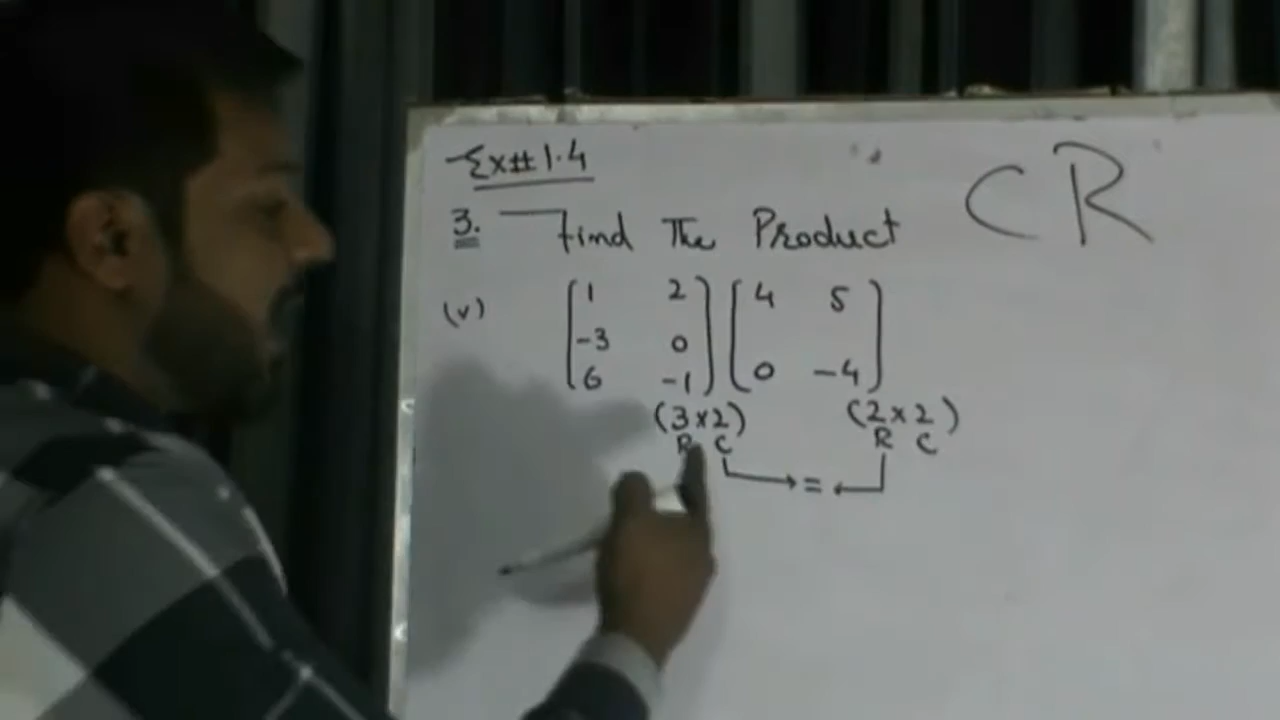 Ex# 1.4
CR
3. Find The Product
(v) [1 2] [4 5]
[-3 0]
[6 -1] [0 -4]
(3×2) (2×2)
R C R C
=